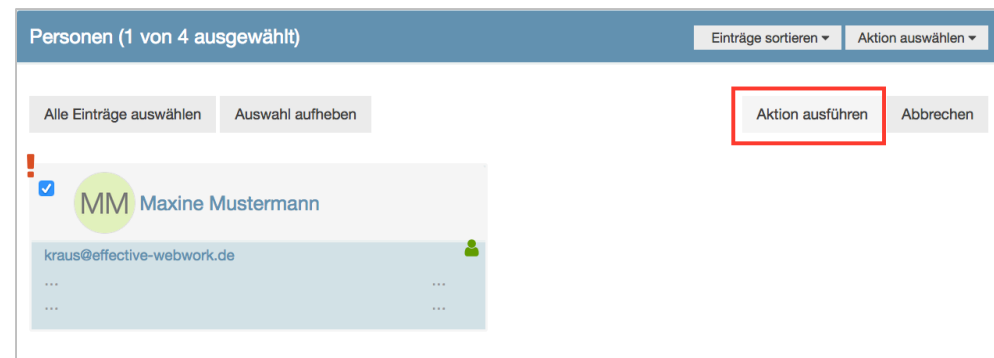 Personen (1 von 4 ausgewählt)
Einträge sortieren
Aktion auswählen
Alle Einträge auswählen
Auswahl aufheben
Aktion ausführen
Abbrechen
!
MM
Maxine Mustermann
kraus@effective-webwork.de
... ...
... ...